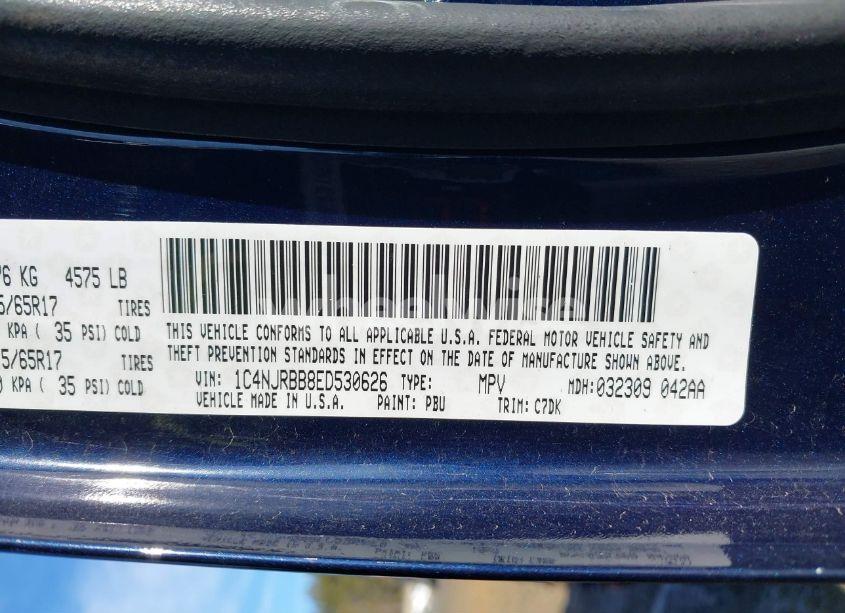 76 KG 4575 LB
5/65R17 TIRES
KPA ( 35 PSI) COLD
5/65R17 TIRES
0 KPA ( 35 PSI) COLD
THIS VEHICLE CONFORMS TO ALL APPLICABLE U.S.A. FEDERAL MOTOR VEHICLE SAFETY AND
THEFT PREVENTION STANDARDS IN EFFECT ON THE DATE OF MANUFACTURE SHOWN ABOVE.
VIN: 1C4NJRBB8ED530626 TYPE: MPV MDH: 032309 042AA
VEHICLE MADE IN U.S.A. PAINT: PBU TRIM: C7DK